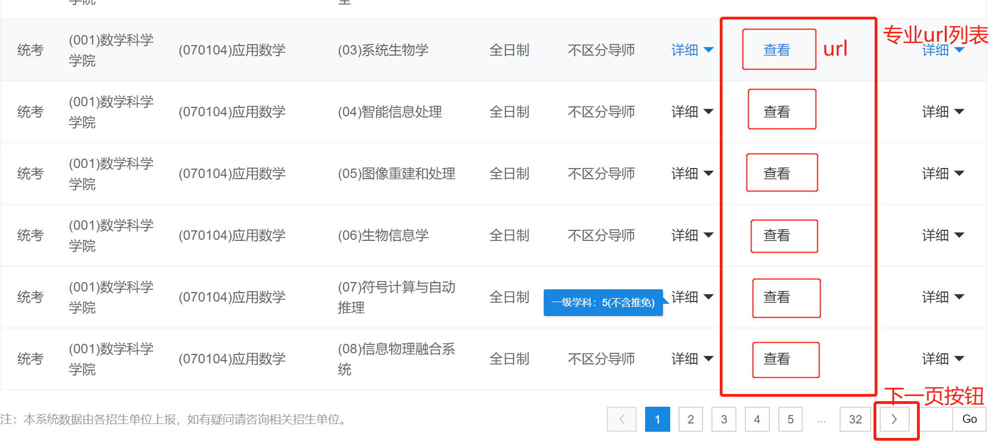 学院
统考 (001)数学科学学院 (070104)应用数学 (03)系统生物学 全日制 不区分导师 详细 查看 url 详细
专业url列表
统考 (001)数学科学学院 (070104)应用数学 (04)智能信息处理 全日制 不区分导师 详细 查看 详细
统考 (001)数学科学学院 (070104)应用数学 (05)图像重建和处理 全日制 不区分导师 详细 查看 详细
统考 (001)数学科学学院 (070104)应用数学 (06)生物信息学 全日制 不区分导师 详细 查看 详细
统考 (001)数学科学学院 (070104)应用数学 (07)符号计算与自动推理 全日制 一级学科：5(不含推免) 详细 查看 详细
统考 (001)数学科学学院 (070104)应用数学 (08)信息物理融合系统 全日制 不区分导师 详细 查看 详细
下一页按钮
注：本系统数据由各招生单位上报，如有疑问请咨询相关招生单位。 < 1 2 3 4 5 ... 32 > Go